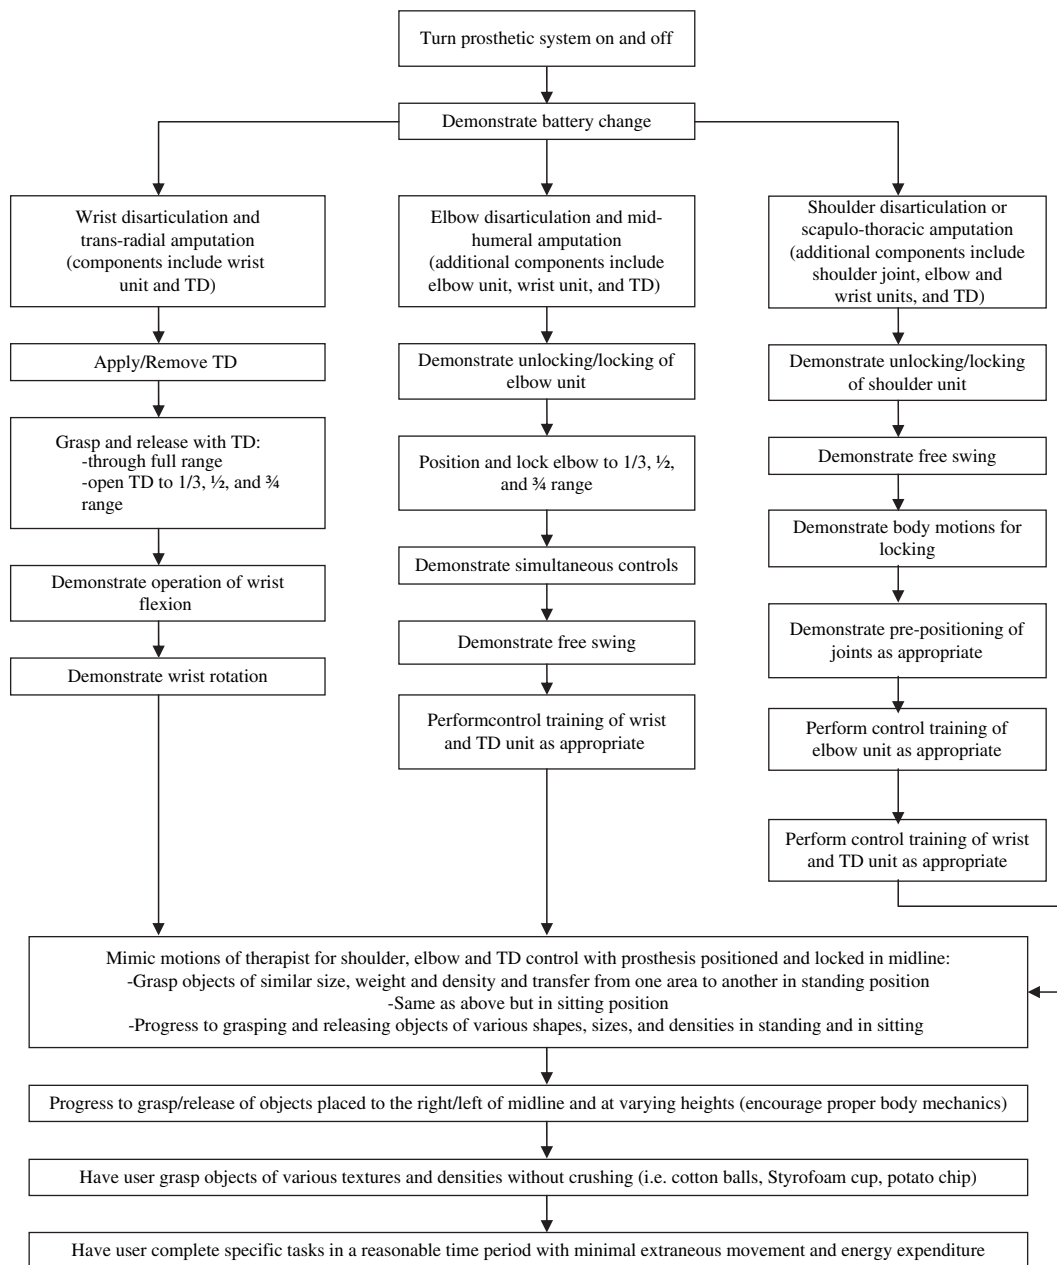 Turn prosthetic system on and off
Demonstrate battery change
Wrist disarticulation and
trans-radial amputation
(components include wrist
unit and TD)
Apply/Remove TD
Grasp and release with TD:
-through full range
-open TD to 1/3, ½, and ¾
range
Demonstrate operation of wrist
flexion
Demonstrate wrist rotation
Elbow disarticulation and mid-
humeral amputation
(additional components include
elbow unit, wrist unit, and TD)
Demonstrate unlocking/locking of
elbow unit
Position and lock elbow to 1/3, ½,
and ¾ range
Demonstrate simultaneous controls
Demonstrate free swing
Performcontrol training of wrist
and TD unit as appropriate
Shoulder disarticulation or
scapulo-thoracic amputation
(additional components include
shoulder joint, elbow and
wrist units, and TD)
Demonstrate unlocking/locking
of shoulder unit
Demonstrate free swing
Demonstrate body motions for
locking
Demonstrate pre-positioning of
joints as appropriate
Perform control training of
elbow unit as appropriate
Perform control training of wrist
and TD unit as appropriate
Mimic motions of therapist for shoulder, elbow and TD control with prosthesis positioned and locked in midline:
-Grasp objects of similar size, weight and density and transfer from one area to another in standing position
-Same as above but in sitting position
-Progress to grasping and releasing objects of various shapes, sizes, and densities in standing and in sitting
Progress to grasp/release of objects placed to the right/left of midline and at varying heights (encourage proper body mechanics)
Have user grasp objects of various textures and densities without crushing (i.e. cotton balls, Styrofoam cup, potato chip)
Have user complete specific tasks in a reasonable time period with minimal extraneous movement and energy expenditure